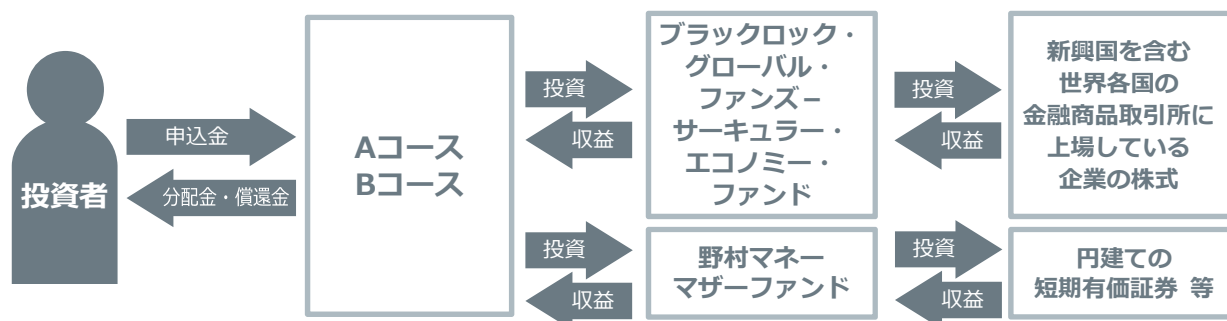 投資者
申込金
分配金・償還金
Aコース
Bコース
投資
収益
ブラックロック・
グローバル・
ファンズ－
サーキュラー・
エコノミー・
ファンド
投資
収益
新興国を含む
世界各国の
金融商品取引所に
上場している
企業の株式
投資
収益
野村マネー
マザーファンド
投資
収益
円建ての
短期有価証券 等